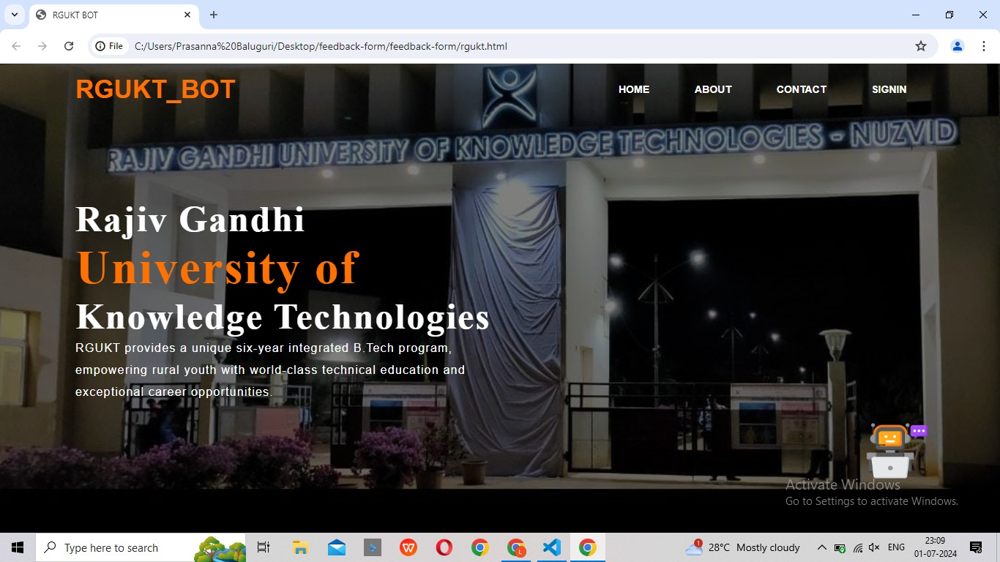 RGUKT BOT
File
C:/Users/Prasanna%20Baluguri/Desktop/feedback-form/feedback-form/rgukt.html
RGUKT_BOT
HOME ABOUT CONTACT SIGNIN
RAJIV GANDHI UNIVERSITY OF KNOWLEDGE TECHNOLOGIES - NUZVID
Rajiv Gandhi
University of
Knowledge Technologies
RGUKT provides a unique six-year integrated B.Tech program,
empowering rural youth with world-class technical education and
exceptional career opportunities.
Activate Windows
Go to Settings to activate Windows.
Type here to search
W
L
1
28°C Mostly cloudy
ENG
23:09
01-07-2024